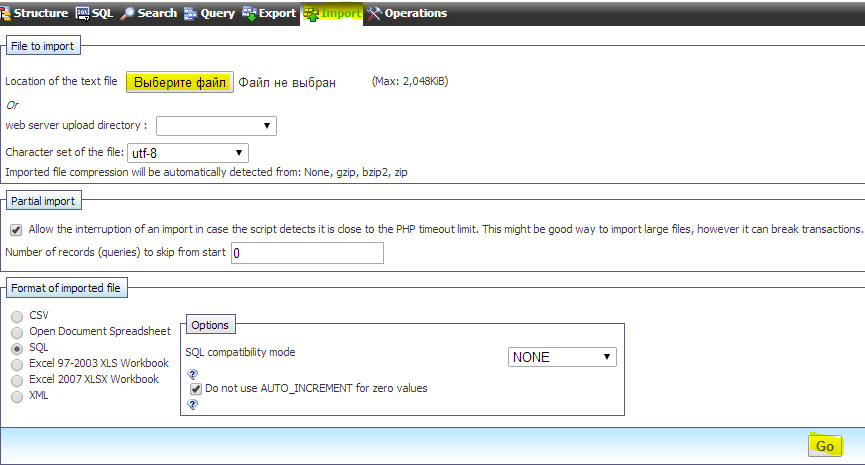 Structure SQL Search Query Export Import Operations
File to import
Location of the text file Выберите файл Файл не выбран (Max: 2,048KiB)
Or
web server upload directory :
Character set of the file: utf-8
Imported file compression will be automatically detected from: None, gzip, bzip2, zip
Partial import
Allow the interruption of an import in case the script detects it is close to the PHP timeout limit. This might be good way to import large files, however it can break transactions.
Number of records (queries) to skip from start 0
Format of imported file
CSV
Open Document Spreadsheet
SQL
Excel 97-2003 XLS Workbook
Excel 2007 XLSX Workbook
XML
Options
SQL compatibility mode NONE
Do not use AUTO_INCREMENT for zero values
Go